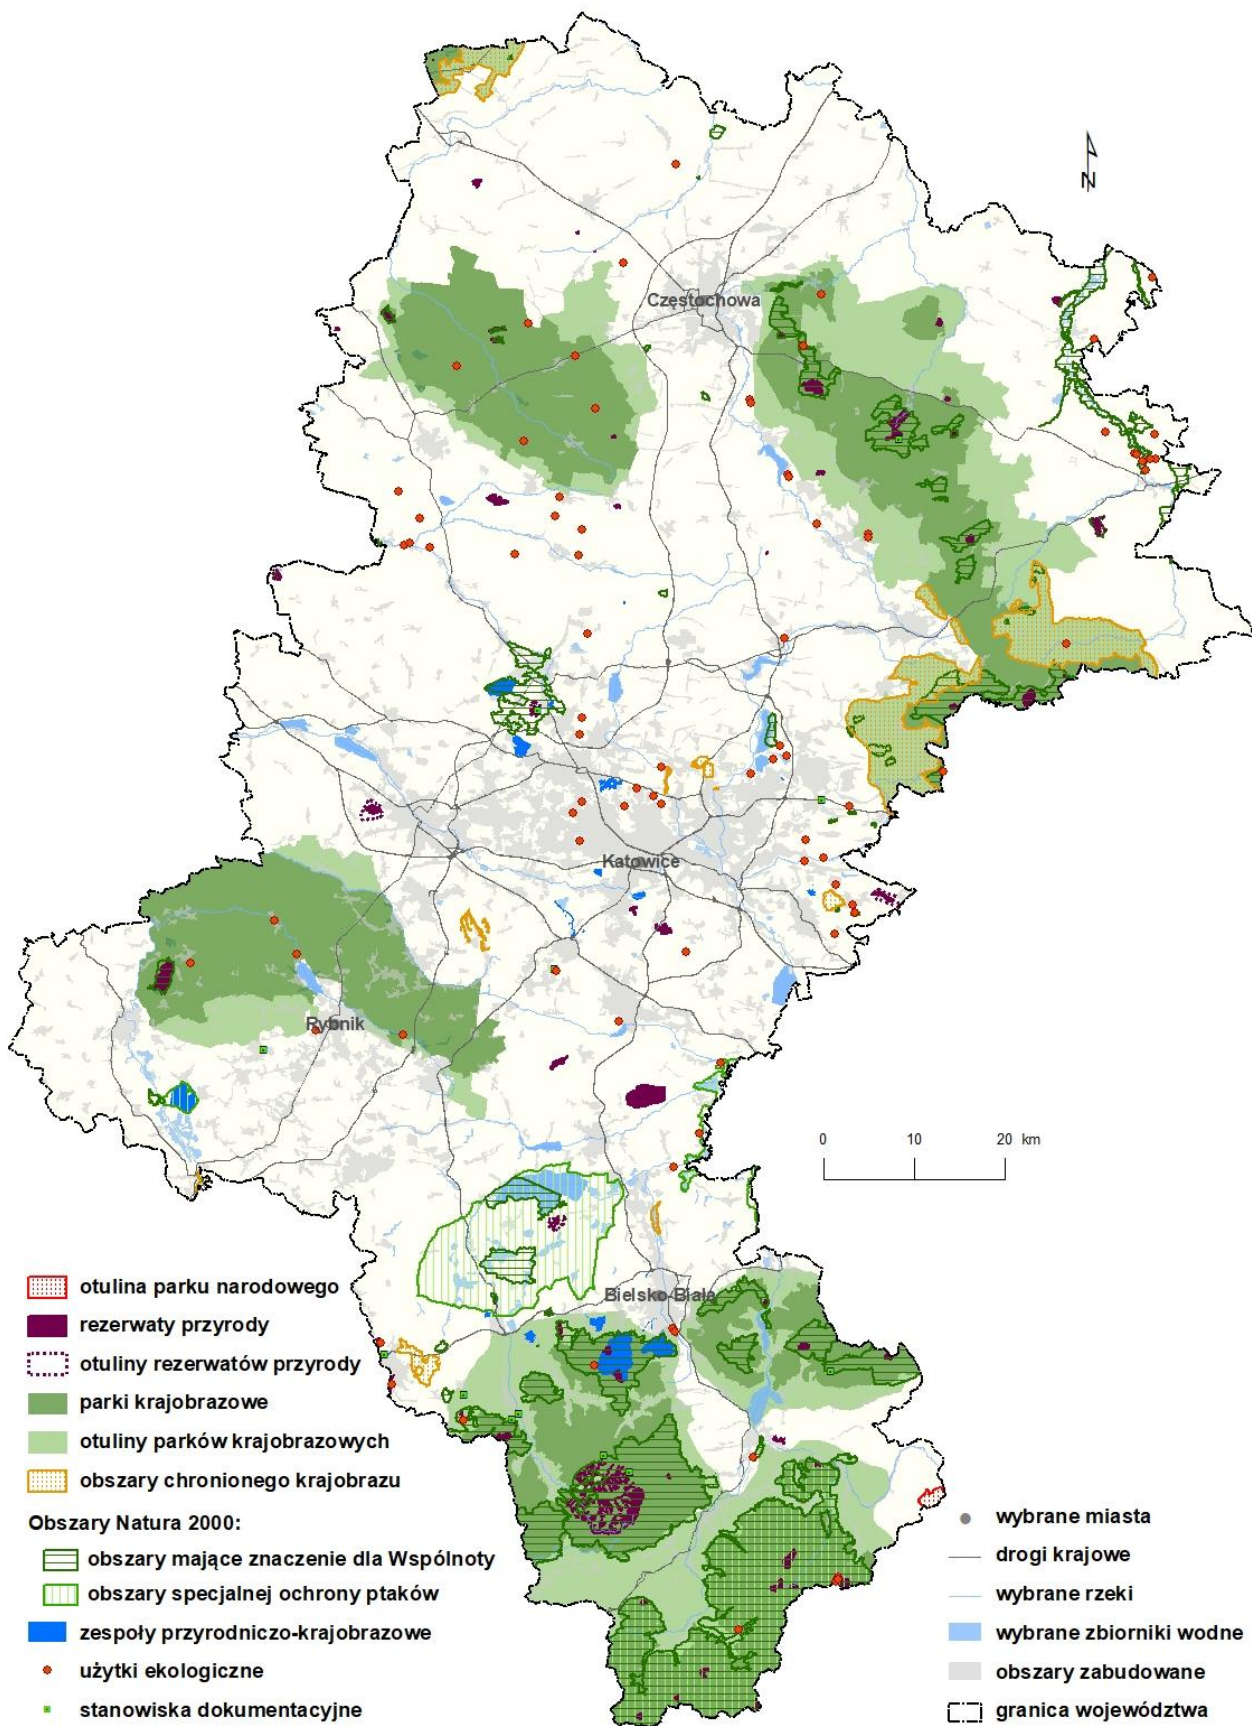 N
Częstochowa
Katowice
Rybnik
0 10 20 km
Bielsko-Biała
otulina parku narodowego
rezerwaty przyrody
otuliny rezerwatów przyrody
parki krajobrazowe
otuliny parków krajobrazowych
obszary chronionego krajobrazu
Obszary Natura 2000:
obszary mające znaczenie dla Wspólnoty
obszary specjalnej ochrony ptaków
zespoły przyrodniczo-krajobrazowe
użytki ekologiczne
stanowiska dokumentacyjne
wybrane miasta
drogi krajowe
wybrane rzeki
wybrane zbiorniki wodne
obszary zabudowane
granica województwa